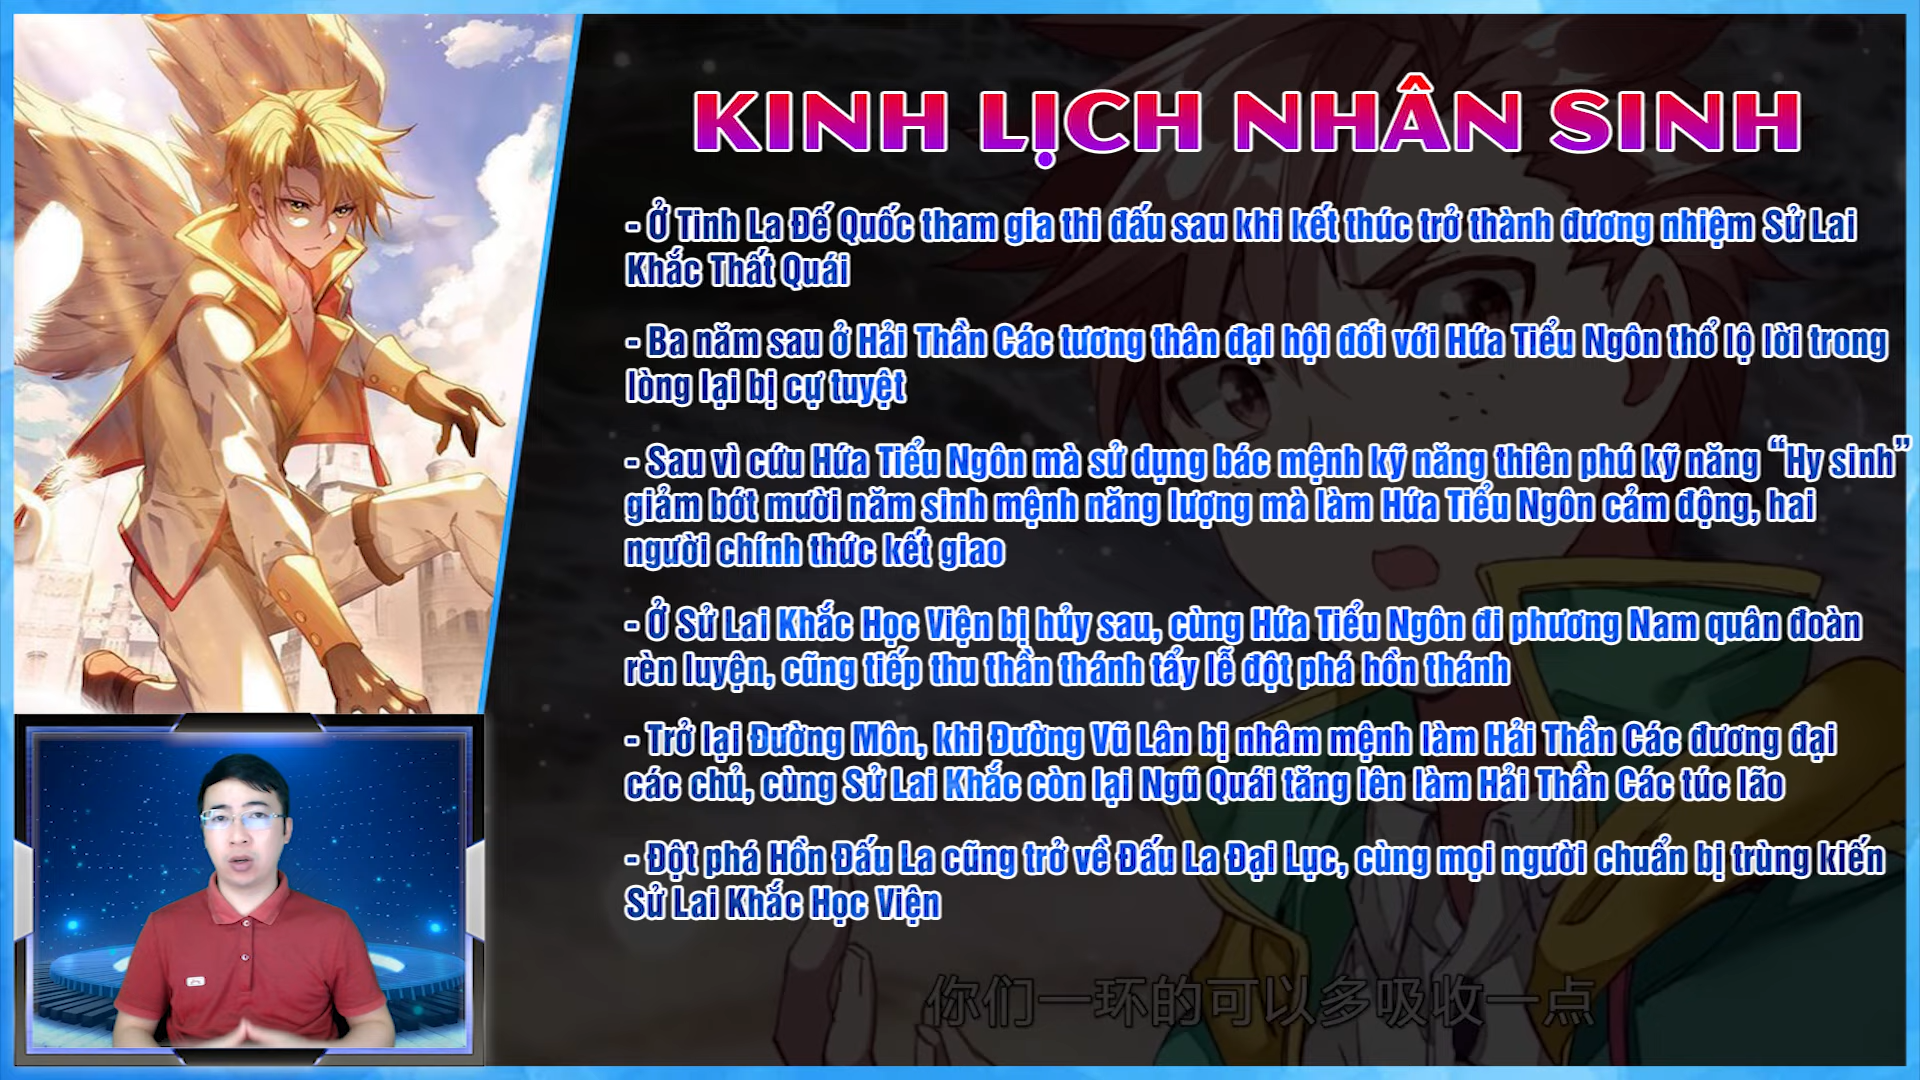 KINH LỊCH NHÂN SINH
- Ở Tinh La Đế Quốc tham gia thi đấu sau khi kết thúc trở thành đương nhiệm Sử Lai
Khắc Thất Quái
- Ba năm sau ở Hải Thần Các tương thân đại hội đối với Hứa Tiểu Ngôn thổ lộ lời trong
lòng lại bị cự tuyệt
- Sau vì cứu Hứa Tiểu Ngôn mà sử dụng bác mệnh kỹ năng thiên phú kỹ năng “Hy sinh”
giảm bớt mười năm sinh mệnh năng lượng mà làm Hứa Tiểu Ngôn cảm động, hai
người chính thức kết giao
- Ở Sử Lai Khắc Học Viện bị hủy sau, cùng Hứa Tiểu Ngôn đi phương Nam quân đoàn
rèn luyện, cũng tiếp thu thần thánh tẩy lễ đột phá hồn thánh
- Trở lại Đường Môn, khi Đường Vũ Lân bị nhâm mệnh làm Hải Thần Các đương đại
các chủ, cùng Sử Lai Khắc còn lại Ngũ Quái tăng lên làm Hải Thần Các túc lão
- Đột phá Hồn Đấu La cũng trở về Đấu La Đại Lục, cùng mọi người chuẩn bị trùng kiến
Sử Lai Khắc Học Viện
你们一环的可以多吸收一点